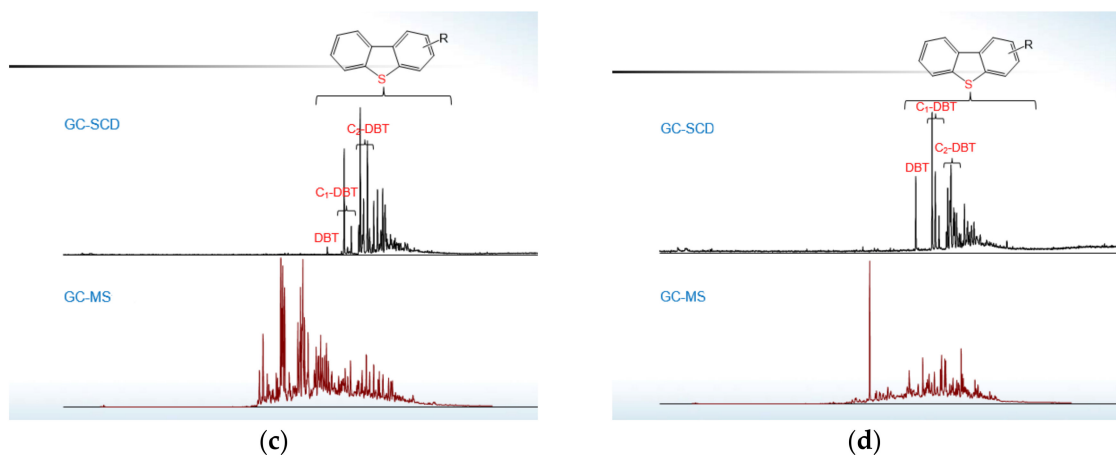 R
S
GC-SCD
C₂-DBT
C₁-DBT
DBT
GC-MS
(c)
R
S
C₁-DBT
GC-SCD
C₂-DBT
DBT
GC-MS
(d)